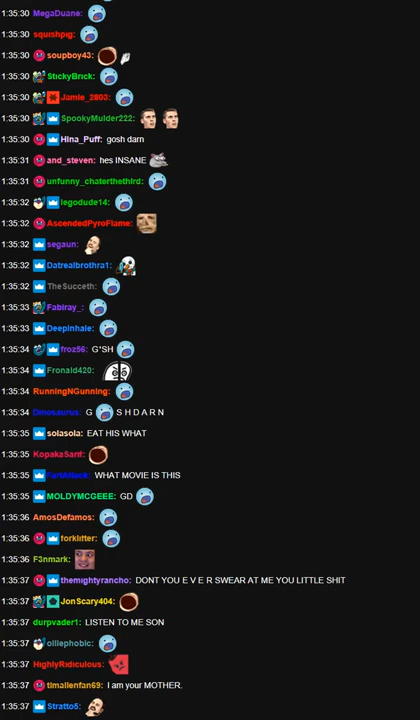 1:35:30 MegaDuane:
1:35:30 squishpig:
1:35:30 soupboy43:
1:35:30 StickyBrick:
1:35:30 Jamie_2803:
1:35:30 SpookyMulder222:
1:35:30 Hina_Puff: gosh darn
1:35:31 and_steven: hes INSANE
1:35:31 unfunny_chaterthethird:
1:35:32 legodude14:
1:35:32 AscendedPyroFlame:
1:35:32 segaun:
1:35:32 Datrealbrothra1:
1:35:32 TheSucceth:
1:35:33 Fabiray_:
1:35:33 Deepinhale:
1:35:34 froz56: G*SH
1:35:34 Fronald420:
1:35:34 RunningNGunning:
1:35:34 Dinosaurus: G S H D A R N
1:35:35 solasola: EAT HIS WHAT
1:35:35 KopakaSarif:
1:35:35 WHAT MOVIE IS THIS
1:35:35 MOLDYMCGEEE: GD
1:35:36 AmosDefamos:
1:35:36 forklifter:
1:35:36 F3nmark:
1:35:37 themightyrancho: DONT YOU E V E R SWEAR AT ME YOU LITTLE SHIT
1:35:37 JonScary404:
1:35:37 durpvader1: LISTEN TO ME SON
1:35:37 olliephobic:
1:35:37 HighlyRidiculous:
1:35:37 timallenfan69: I am your MOTHER.
1:35:37 Stratto5: